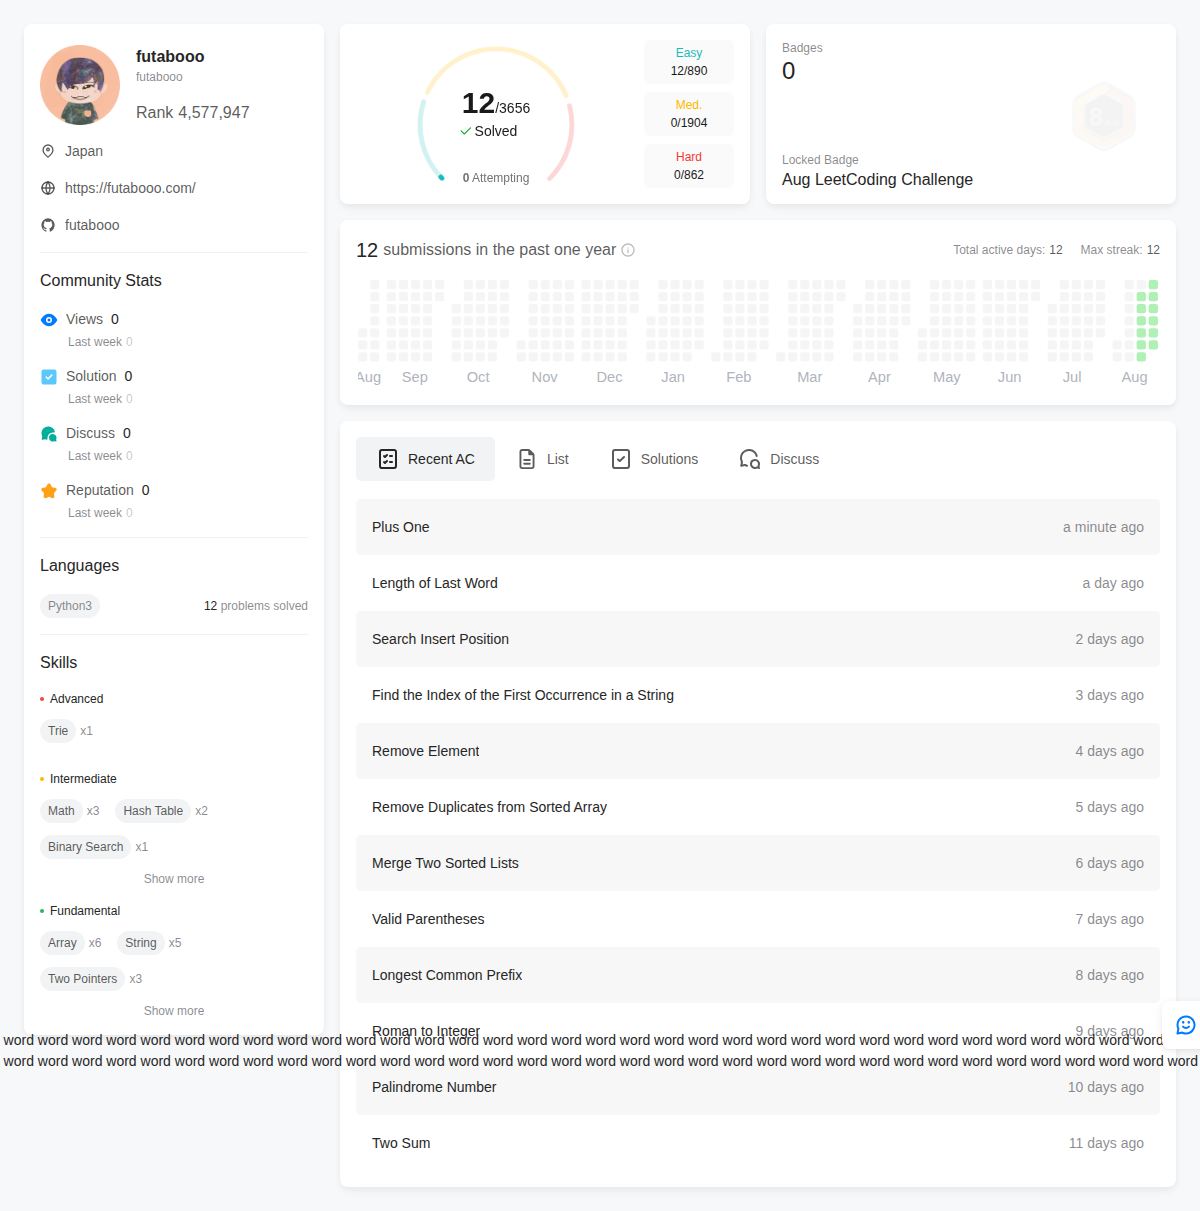 futabooo
futabooo
Rank 4,577,947
Japan
https://futabooo.com/
futabooo
Community Stats
Views 0
Last week 0
Solution 0
Last week 0
Discuss 0
Last week 0
Reputation 0
Last week 0
Languages
Python3 12 problems solved
Skills
Advanced
Trie x1
Intermediate
Math x3 Hash Table x2
Binary Search x1
Show more
Fundamental
Array x6 String x5
Two Pointers x3
Show more
12/3656
Solved
0 Attempting
Easy
12/890
Med.
0/1904
Hard
0/862
Badges
0
Locked Badge
Aug LeetCoding Challenge
12 submissions in the past one year
Total active days: 12 Max streak: 12
Aug Sep Oct Nov Dec Jan Feb Mar Apr May Jun Jul Aug
Recent AC List Solutions Discuss
Plus One a minute ago
Length of Last Word a day ago
Search Insert Position 2 days ago
Find the Index of the First Occurrence in a String 3 days ago
Remove Element 4 days ago
Remove Duplicates from Sorted Array 5 days ago
Merge Two Sorted Lists 6 days ago
Valid Parentheses 7 days ago
Longest Common Prefix 8 days ago
Roman to Integer 9 days ago
word word word word word word word word word word word word word word word word word word word word word word word word word word word word word word word word word word
word word word word word word word word word word word word word word word word word word word word word word word word word word word word word word word word word word word
Palindrome Number 10 days ago
Two Sum 11 days ago